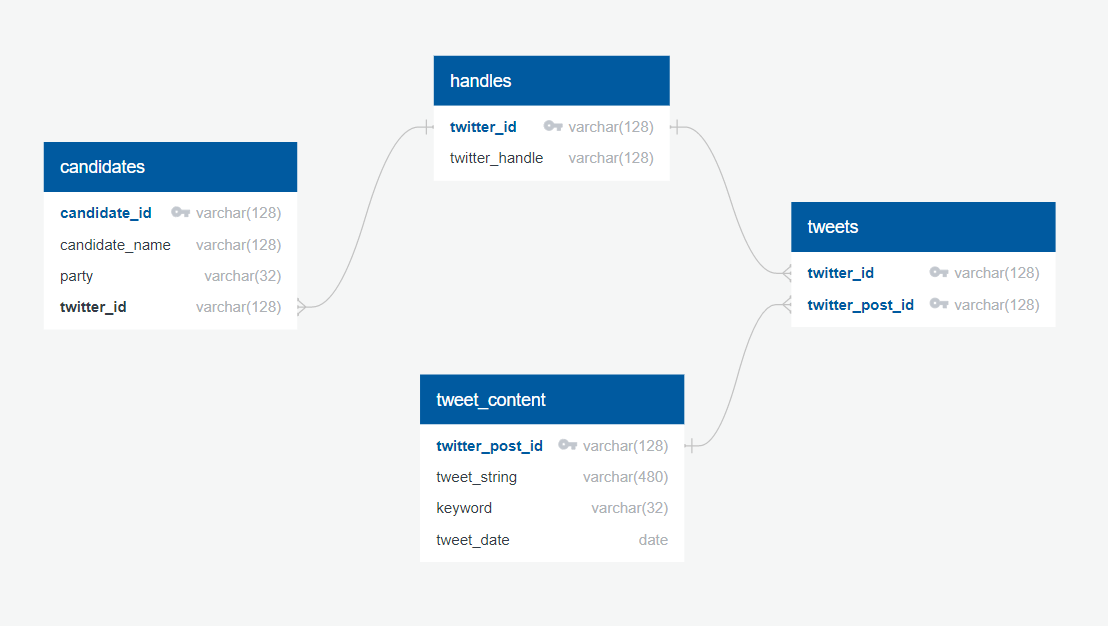 handles
twitter_id varchar(128)
twitter_handle varchar(128)
candidates
candidate_id varchar(128)
candidate_name varchar(128)
party varchar(32)
twitter_id varchar(128)
tweets
twitter_id varchar(128)
twitter_post_id varchar(128)
tweet_content
twitter_post_id varchar(128)
tweet_string varchar(480)
keyword varchar(32)
tweet_date date